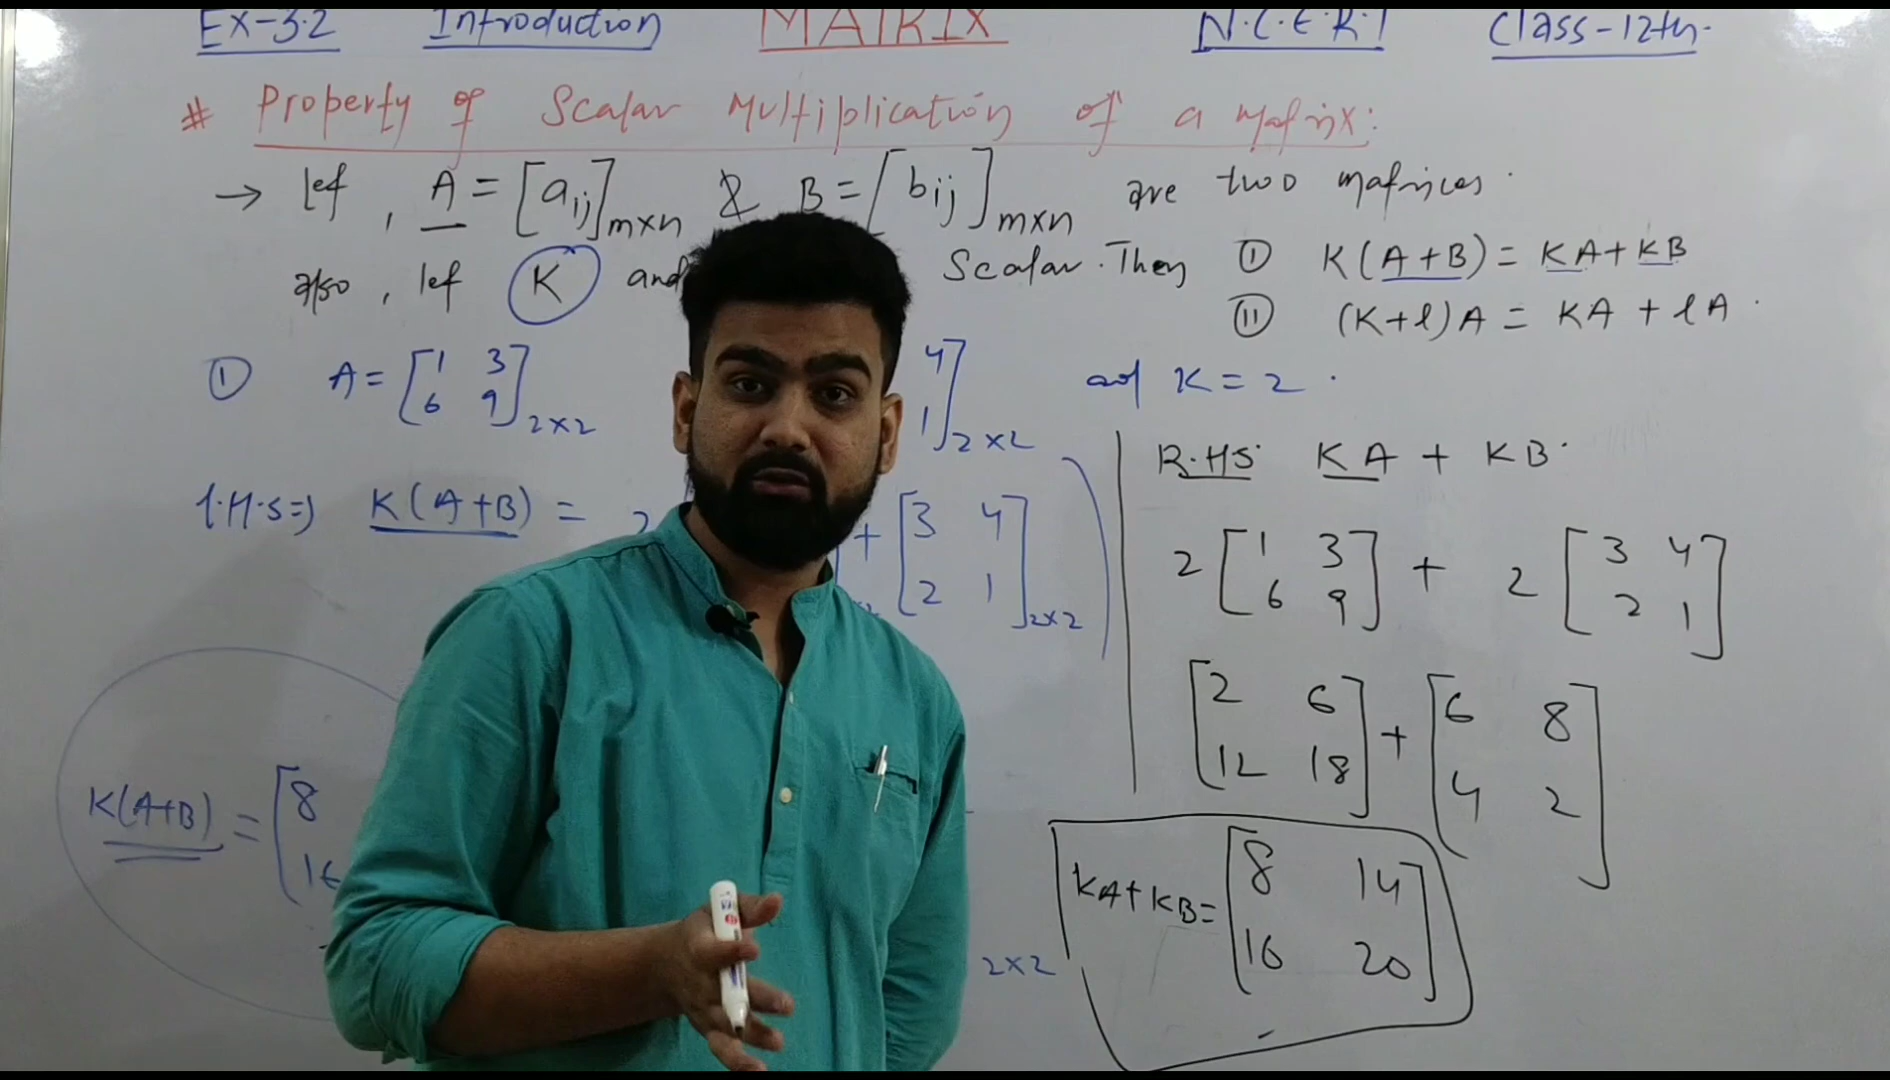 Ex-3.2 Introduction MATRIX N.C.E.R.T Class-12th.
# Property of Scalar Multiplication of a matrix:
→ let, A = [aij]m×n & B = [bij]m×n are two matrices.
also, let K and Scalar. Then (I) K(A+B) = KA+KB
(II) (K+l)A = KA + lA.
(I) A = [1 3
6 9]2×2
4
1]2×2
and K = 2.
L.H.S ⇒ K(A+B) = 2
+ [3 4
2 1]2×2
K(A+B) = [8
16
2×2
R.H.S. KA + KB.
2 [1 3
6 9] + 2 [3 4
2 1]
[2 6
12 18] + [6 8
4 2]
KA+KB = [8 14
16 20]